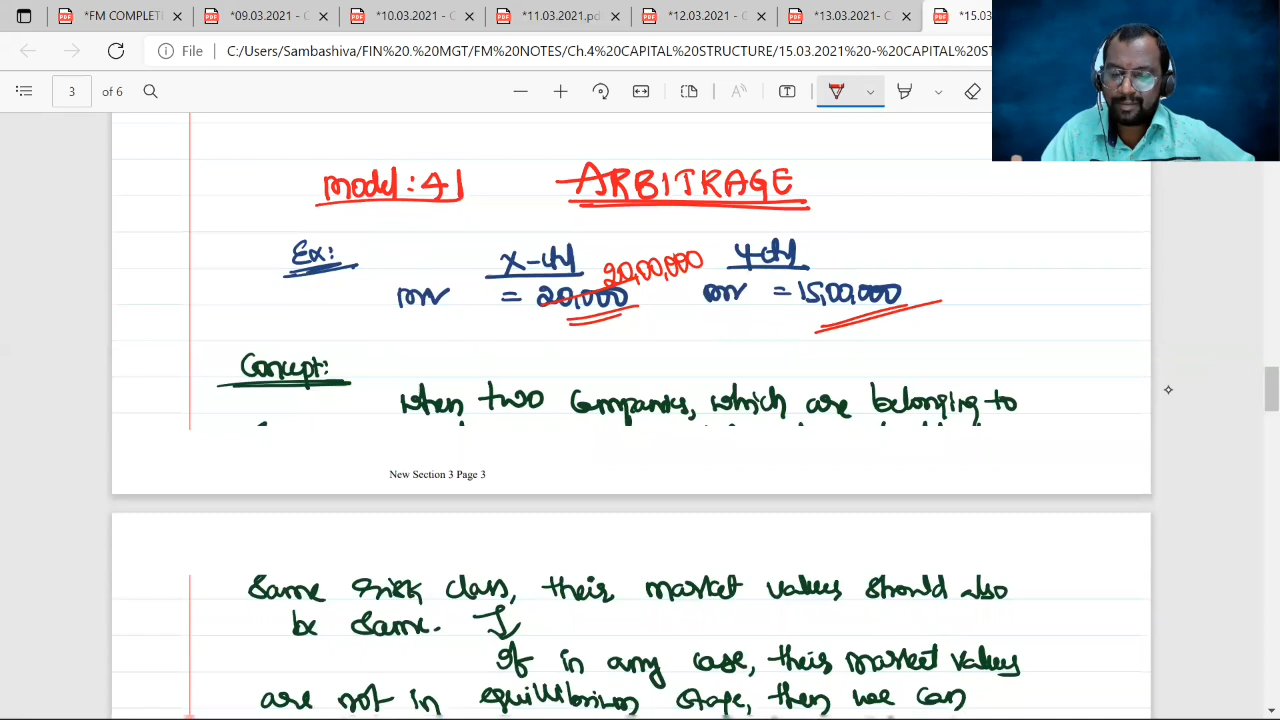 *FM COMPLETE
*09.03.2021 - C
*10.03.2021 - C
*11.03.2021.pd
*12.03.2021 - C
*13.03.2021 - C
*15.03
File
C:/Users/Sambashiva/FIN%20.%20MGT/FM%20NOTES/Ch.4%20CAPITAL%20STRUCTURE/15.03.2021%20-%20CAPITAL%20ST
3 of 6
Model: 4] ARBITRAGE
Ex: X-Ltd Y-Ltd
20,00,000
MV = 20,000 MV = 15,00,000
Concept:
When two Companies, which are belonging to
New Section 3 Page 3
Same risk class, their market values should also
be same.
If in any case, their market values
are not in equillibrium stage, then we can